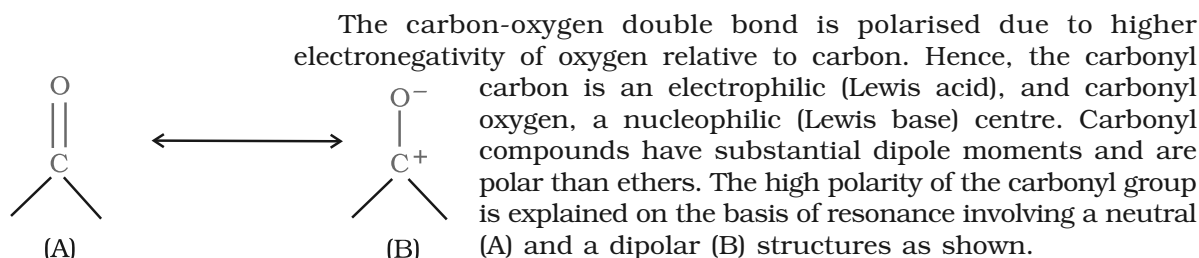 The carbon-oxygen double bond is polarised due to higher
electronegativity of oxygen relative to carbon. Hence, the carbonyl
carbon is an electrophilic (Lewis acid), and carbonyl
oxygen, a nucleophilic (Lewis base) centre. Carbonyl
compounds have substantial dipole moments and are
polar than ethers. The high polarity of the carbonyl group
is explained on the basis of resonance involving a neutral
(A) and a dipolar (B) structures as shown.
O
C
(A)
O−
C+
(B)